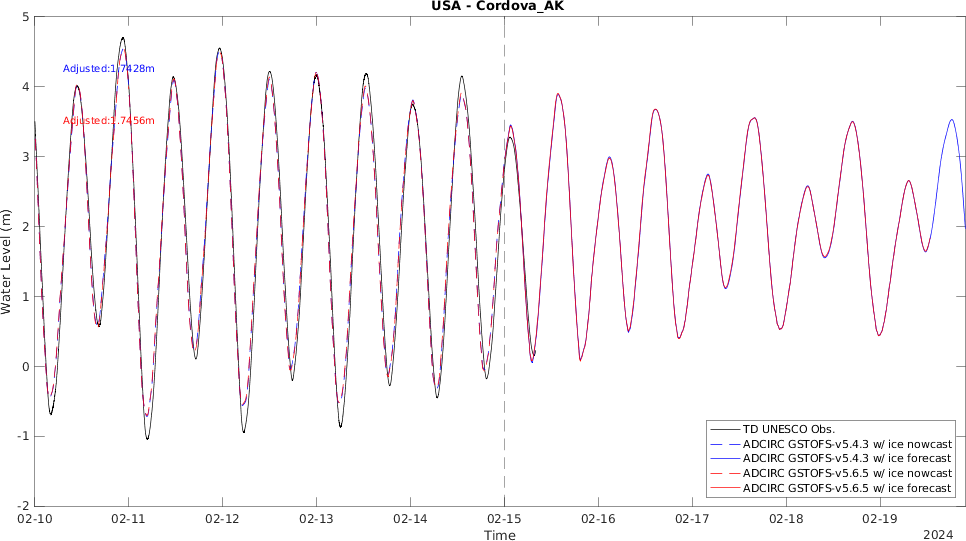 USA - Cordova_AK
5
4
3
2
1
0
-1
-2
Water Level (m)
Adjusted:1.7428m
Adjusted:1.7456m
TD UNESCO Obs.
ADCIRC GSTOFS-v5.4.3 w/ ice nowcast
ADCIRC GSTOFS-v5.4.3 w/ ice forecast
ADCIRC GSTOFS-v5.6.5 w/ ice nowcast
ADCIRC GSTOFS-v5.6.5 w/ ice forecast
02-10 02-11 02-12 02-13 02-14 02-15 02-16 02-17 02-18 02-19
Time
2024